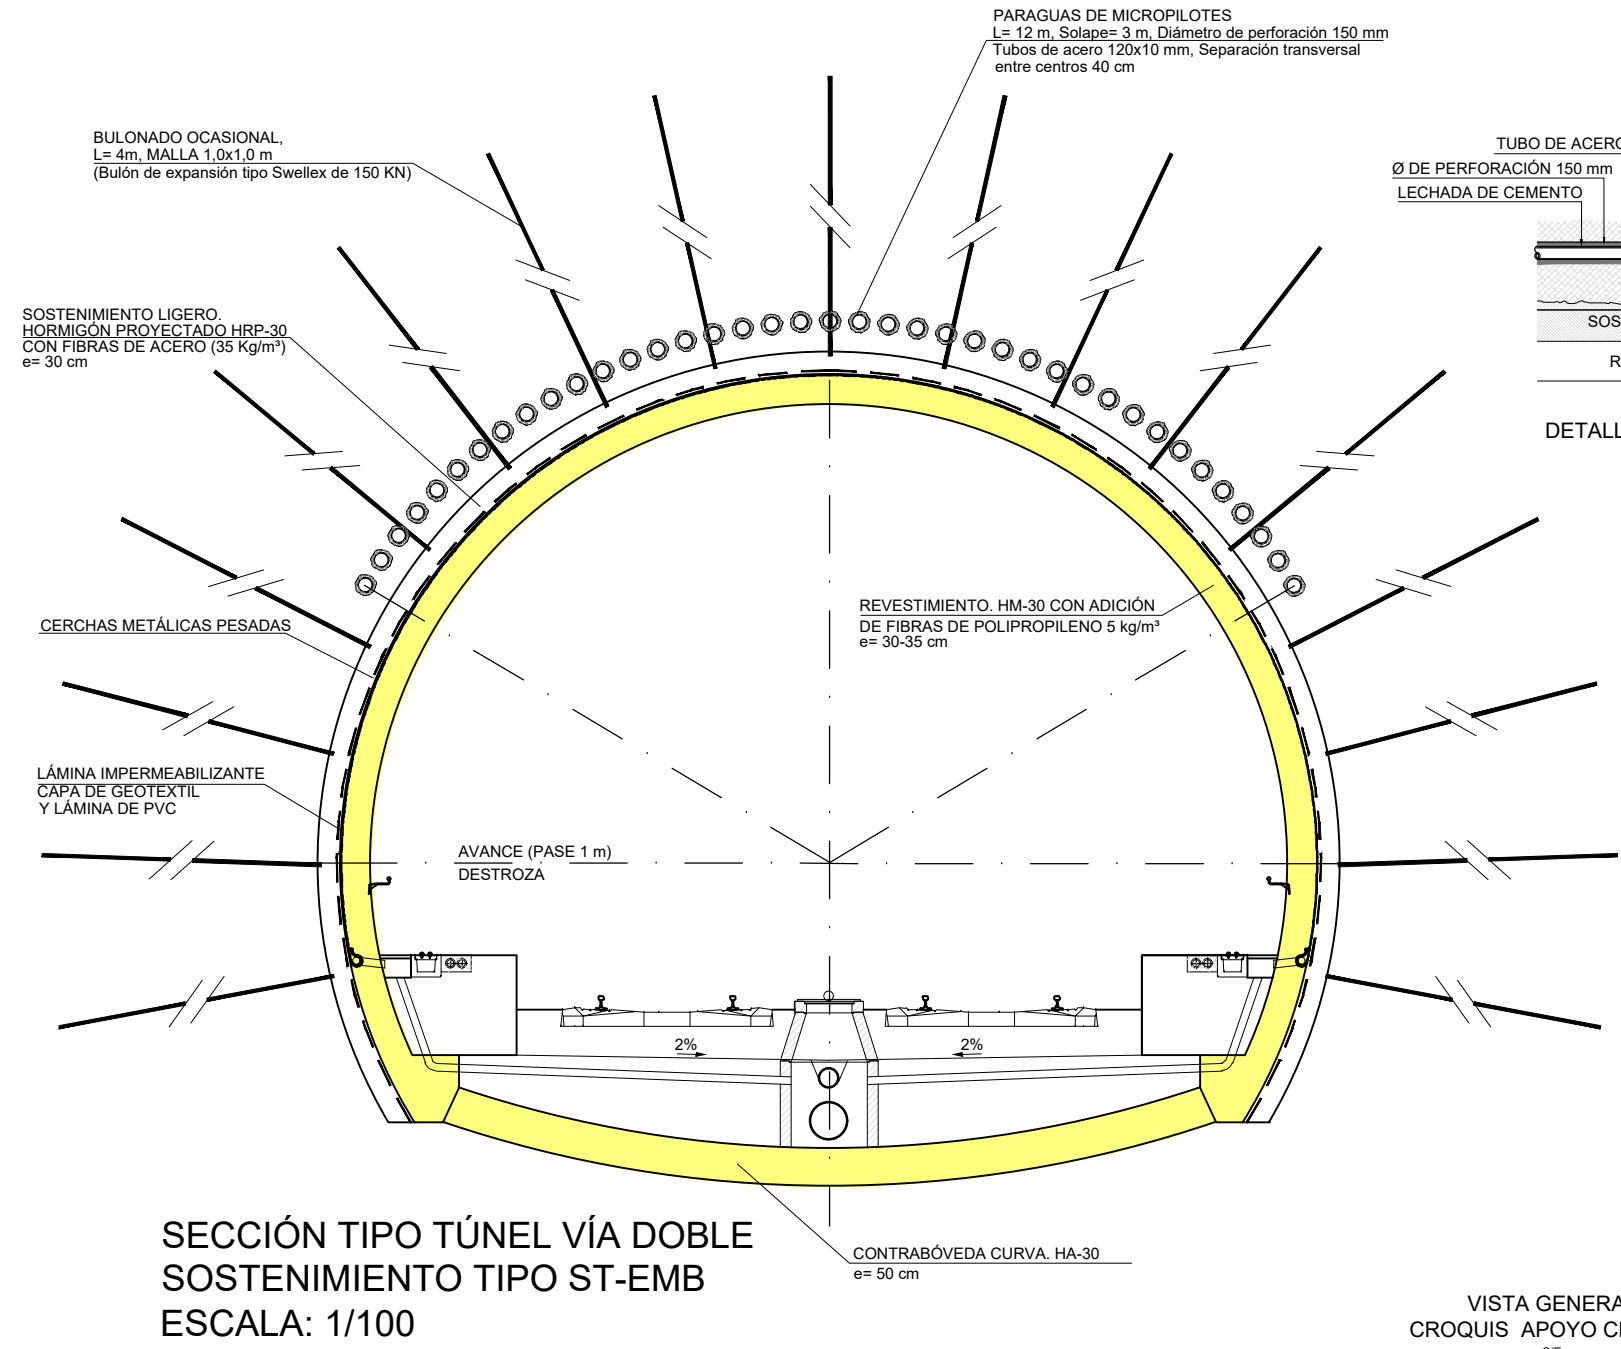 PARAGUAS DE MICROPILOTES
L= 12 m, Solape= 3 m, Diámetro de perforación 150 mm
Tubos de acero 120x10 mm, Separación transversal
entre centros 40 cm
BULONADO OCASIONAL,
L= 4m, MALLA 1,0x1,0 m
(Bulón de expansión tipo Swellex de 150 KN)
TUBO DE ACERO
Ø DE PERFORACIÓN 150 mm
LECHADA DE CEMENTO
SOS
R
DETALL
SOSTENIMIENTO LIGERO.
HORMIGÓN PROYECTADO HRP-30
CON FIBRAS DE ACERO (35 Kg/m³)
e= 30 cm
CERCHAS METÁLICAS PESADAS
REVESTIMIENTO. HM-30 CON ADICIÓN
DE FIBRAS DE POLIPROPILENO 5 kg/m³
e= 30-35 cm
LÁMINA IMPERMEABILIZANTE
CAPA DE GEOTEXTIL
Y LÁMINA DE PVC
AVANCE (PASE 1 m)
DESTROZA
2%
2%
CONTRABÓVEDA CURVA. HA-30
e= 50 cm
SECCIÓN TIPO TÚNEL VÍA DOBLE
SOSTENIMIENTO TIPO ST-EMB
ESCALA: 1/100
VISTA GENERA
CROQUIS APOYO C